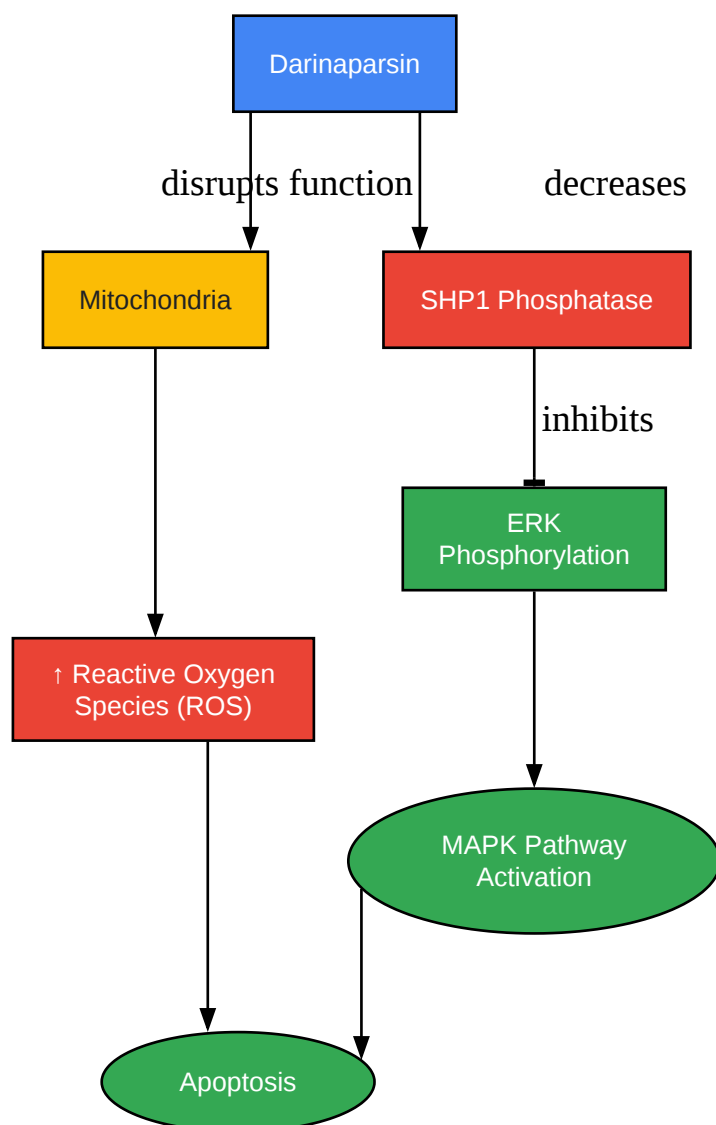 Darinaparsin
disrupts function
decreases
Mitochondria
SHP1 Phosphatase
inhibits
ERK
Phosphorylation
↑ Reactive Oxygen
Species (ROS)
MAPK Pathway
Activation
Apoptosis